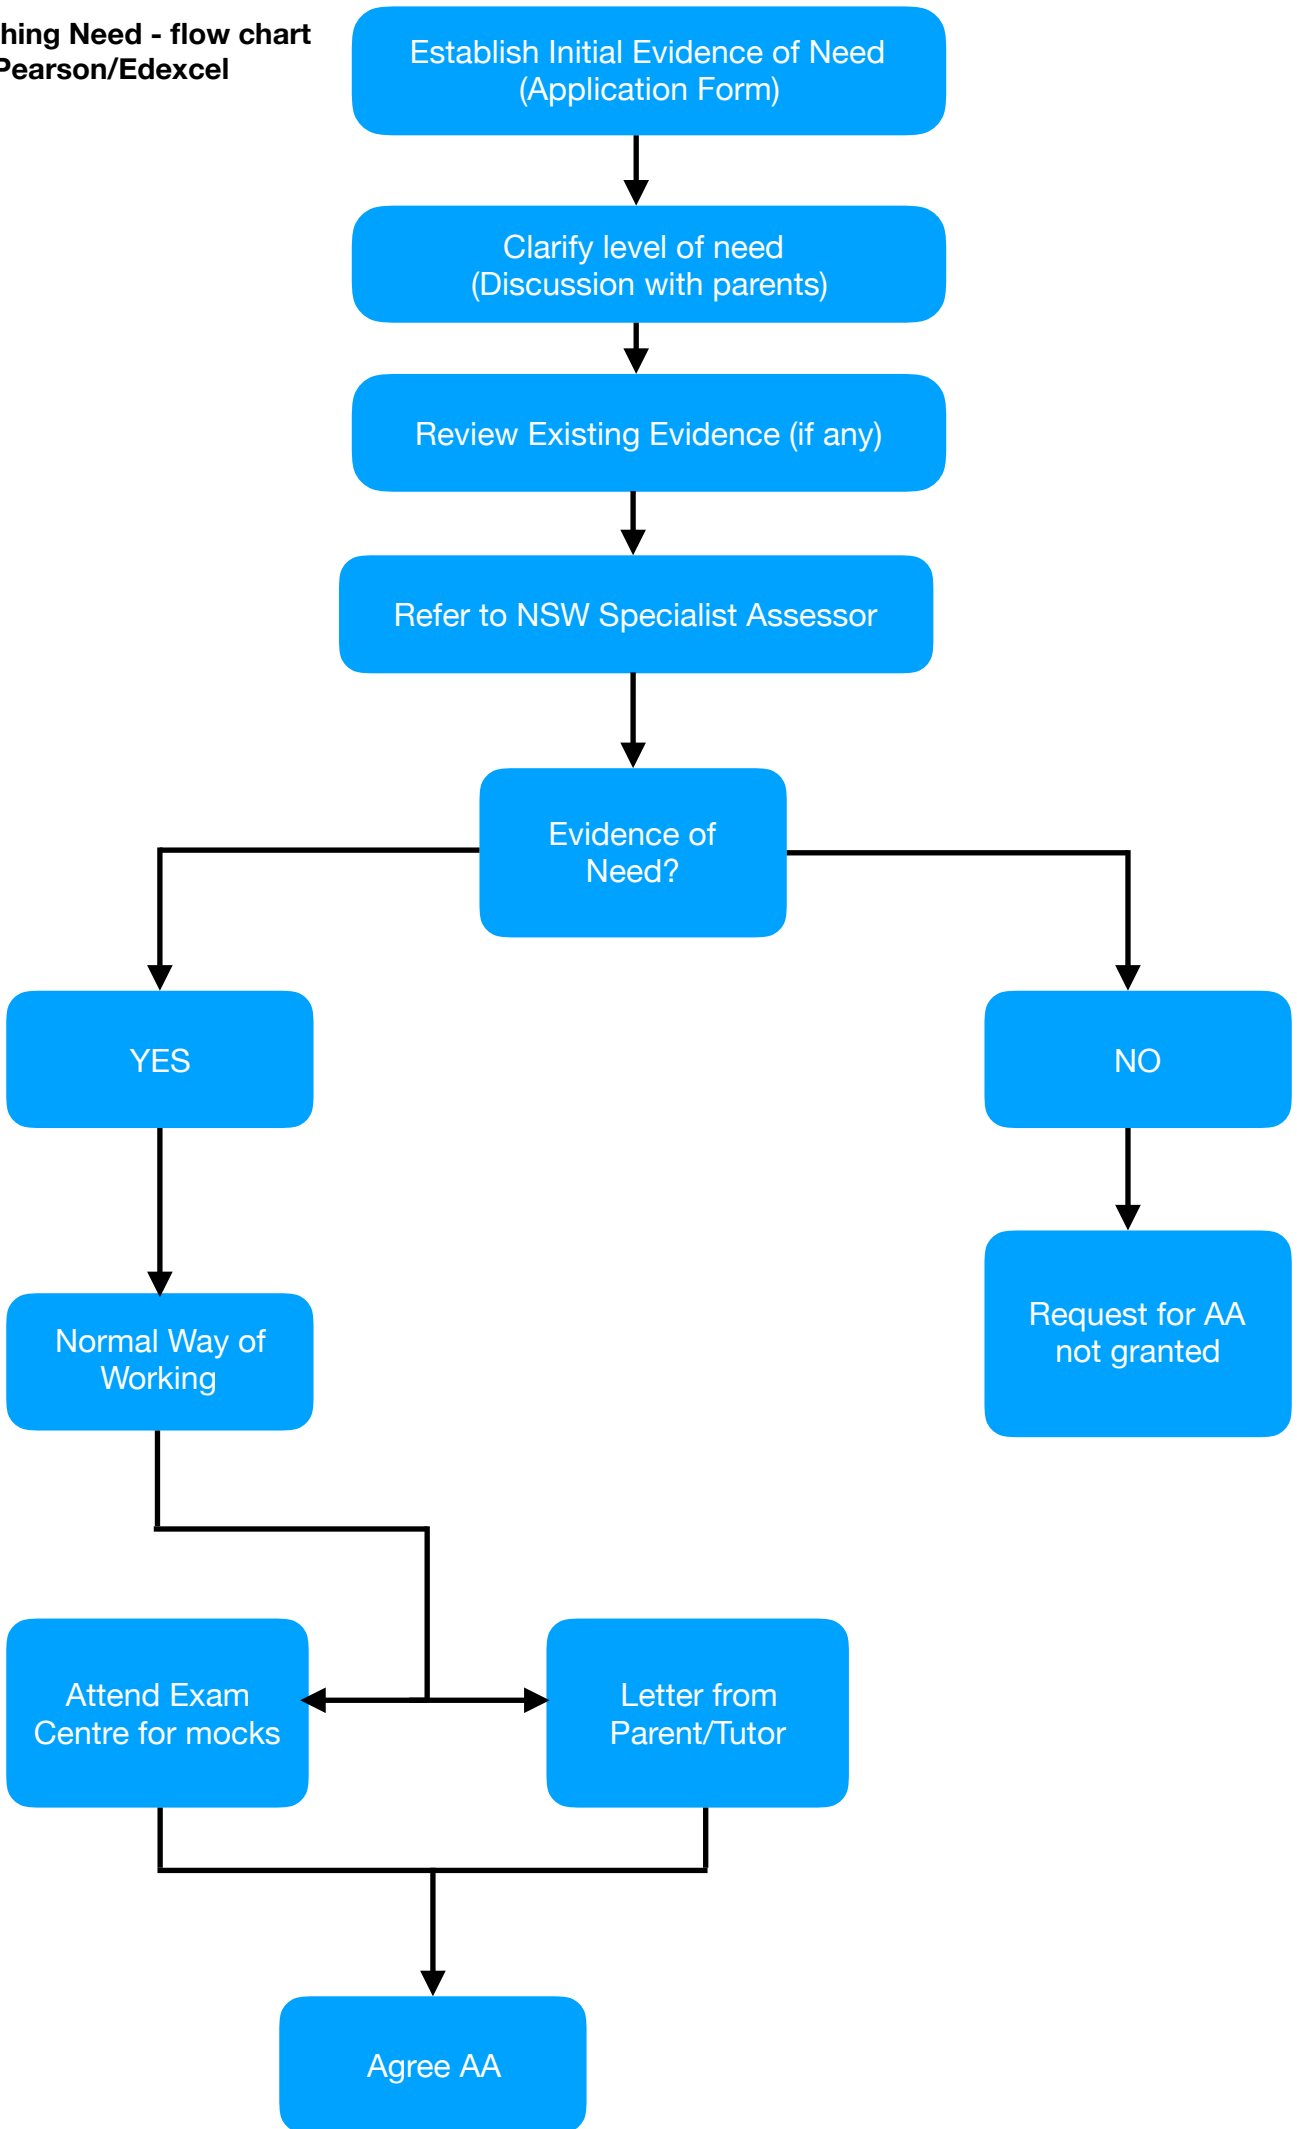 hing Need - flow chart
Pearson/Edexcel
Establish Initial Evidence of Need
(Application Form)
Clarify level of need
(Discussion with parents)
Review Existing Evidence (if any)
Refer to NSW Specialist Assessor
Evidence of
Need?
YES
NO
Normal Way of
Working
Request for AA
not granted
Attend Exam
Centre for mocks
Letter from
Parent/Tutor
Agree AA